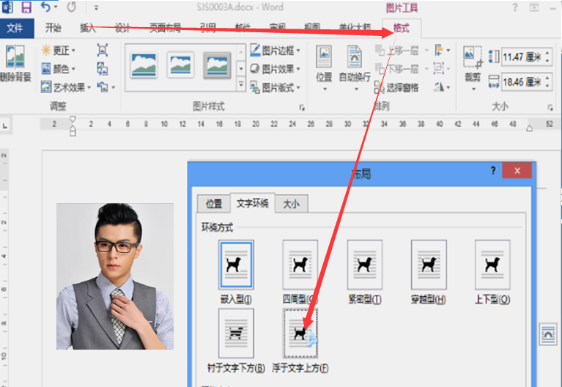 SJS0003A.docx - Word
图片工具
文件 开始 插入 设计 页面布局 引用 邮件 审阅 视图 美化大师 格式
删除背景
更正
颜色
艺术效果
调整
图片样式
图片边框
图片效果
图片版式
位置
自动换行
上移一层
下移一层
选择窗格
排列
裁剪
11.47 厘米
18.46 厘米
大小
2 2 4 6 8 10 12 14 16 18 20 22 24 26 28 30 32 34 36 38 40 42 44 46 48 52
布局
位置 文字环绕 大小
环绕方式
嵌入型(I) 四周型(Q) 紧密型(T) 穿越型(H) 上下型(O)
衬于文字下方(B) 浮于文字上方(F)